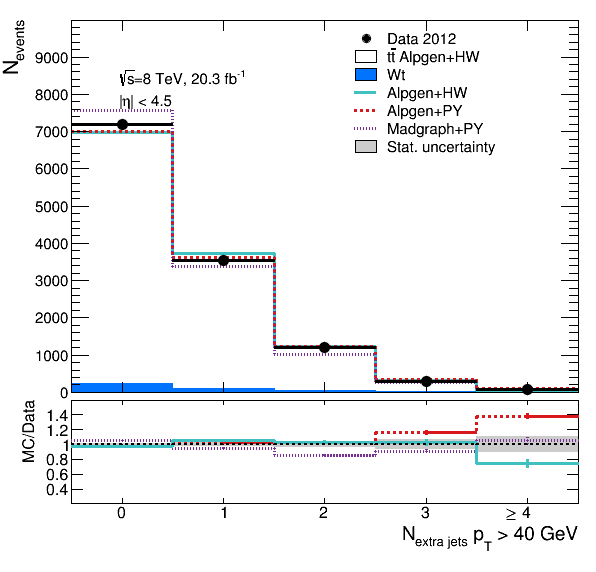 N_events
9000
8000
7000
6000
5000
4000
3000
2000
1000
0
√s=8 TeV, 20.3 fb⁻¹
|η| < 4.5
Data 2012
tt̄ Alpgen+HW
Wt
Alpgen+HW
Alpgen+PY
Madgraph+PY
Stat. uncertainty
MC/Data
1.4
1.2
1
0.8
0.6
0.4
0 1 2 3 ≥ 4
N_extra jets p_T > 40 GeV